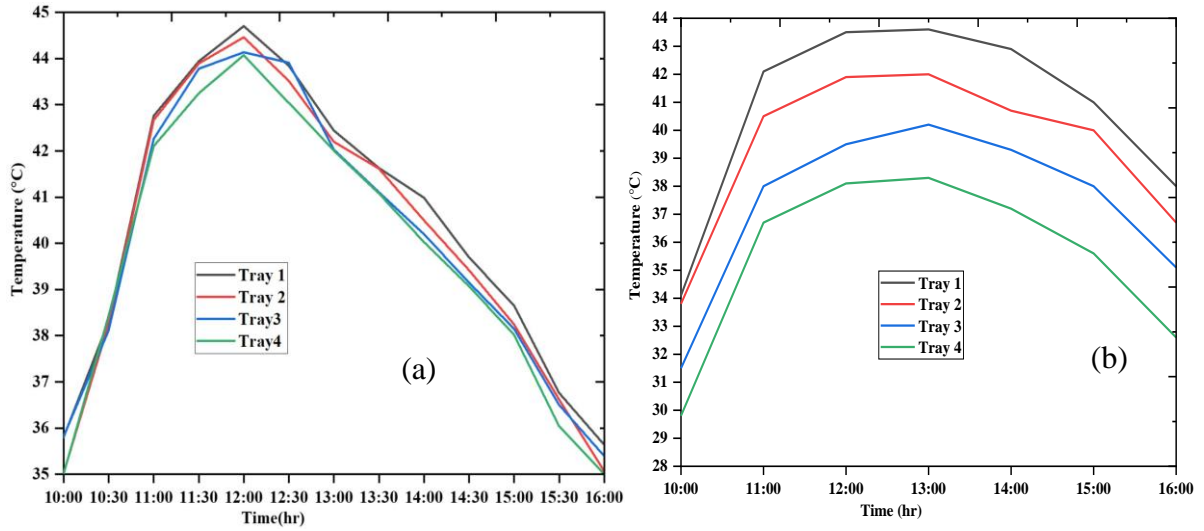 45
44
43
42
41
40
39
38
37
36
35
Temperature (°C)
Tray 1
Tray 2
Tray3
Tray4
(a)
10:00 10:30 11:00 11:30 12:00 12:30 13:00 13:30 14:00 14:30 15:00 15:30 16:00
Time(hr)
44
43
42
41
40
39
38
37
36
35
34
33
32
31
30
29
28
Temperature (°C)
Tray 1
Tray 2
Tray 3
Tray 4
(b)
10:00 11:00 12:00 13:00 14:00 15:00 16:00
Time (hr)